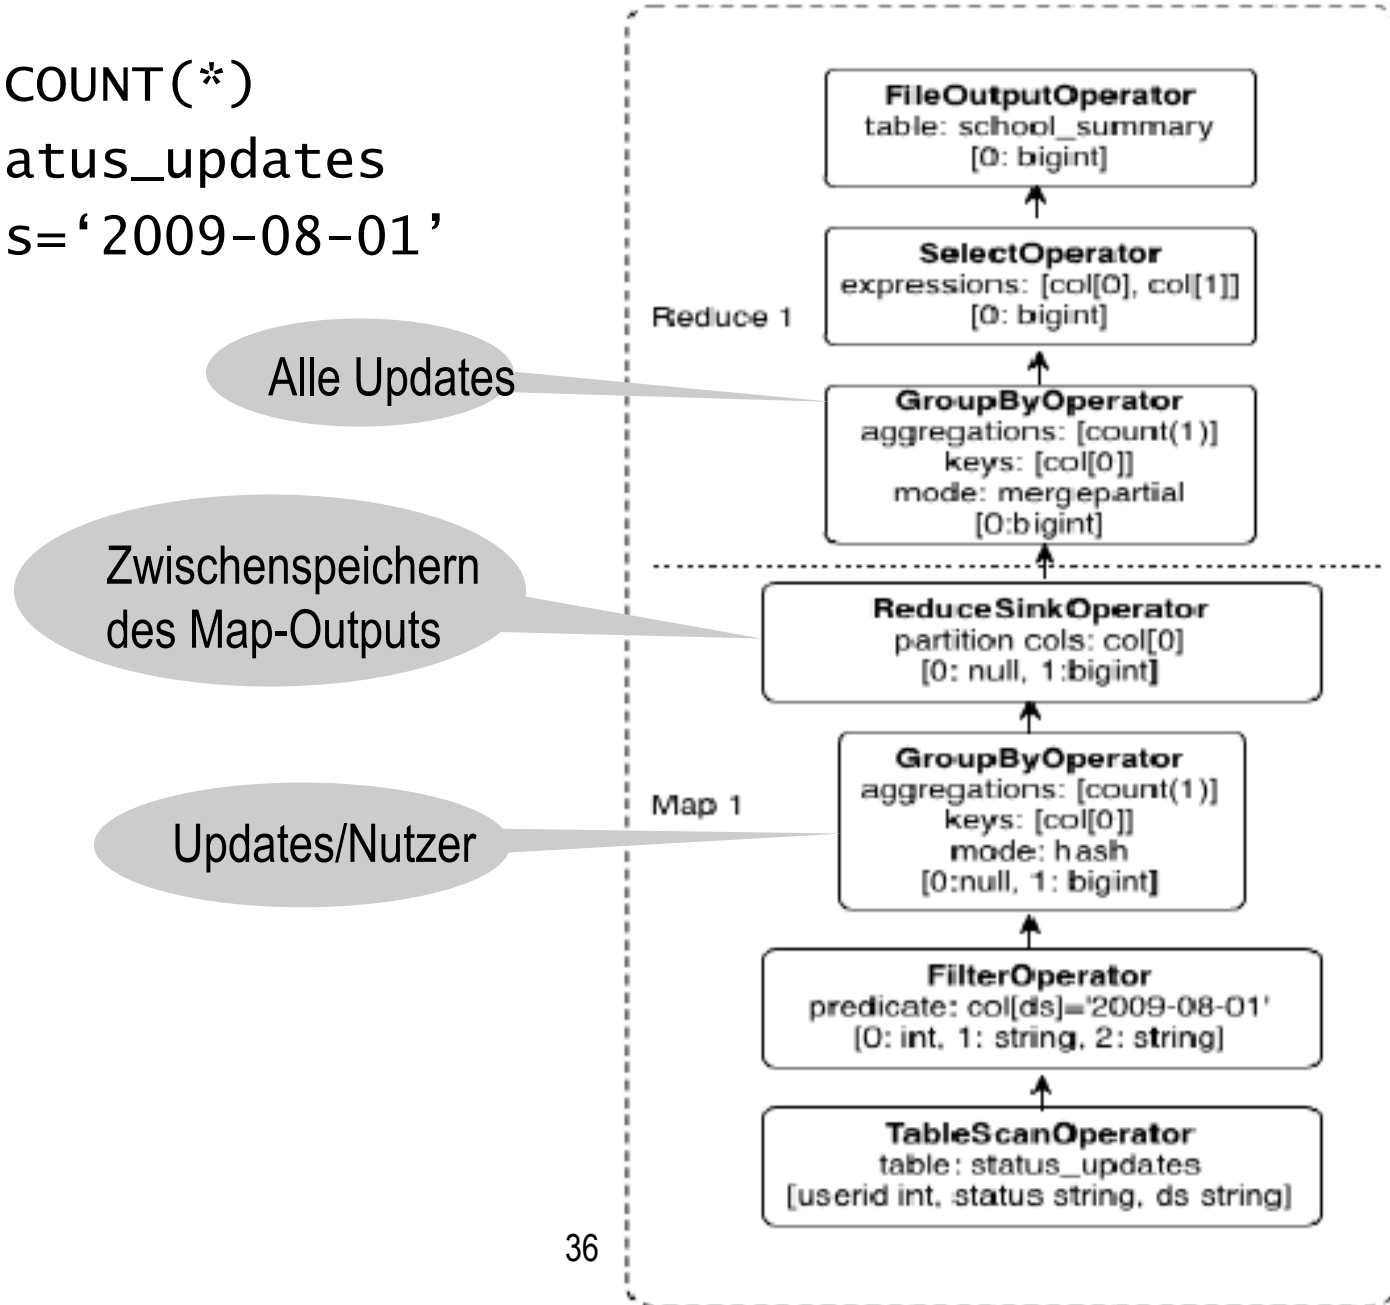 COUNT(*)
atus_updates
s=‘2009-08-01’
Alle Updates
Zwischenspeichern
des Map-Outputs
Updates/Nutzer
36
Reduce 1
FileOutputOperator
table: school_summary
[0: bigint]
SelectOperator
expressions: [col[0], col[1]]
[0: bigint]
GroupByOperator
aggregations: [count(1)]
keys: [col[0]]
mode: mergepartial
[0:bigint]
Map 1
ReduceSinkOperator
partition cols: col[0]
[0: null, 1:bigint]
GroupByOperator
aggregations: [count(1)]
keys: [col[0]]
mode: hash
[0:null, 1: bigint]
FilterOperator
predicate: col[ds]='2009-08-01'
[0: int, 1: string, 2: string]
TableScanOperator
table: status_updates
[userid int, status string, ds string]